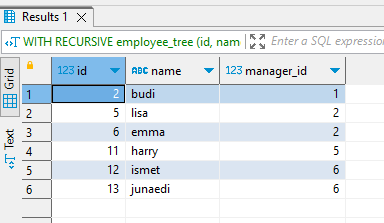 Results 1
WITH RECURSIVE employee_tree (id, nam
Enter a SQL expression
Grid
Text
123 id ABC name 123 manager_id
1 2 budi 1
2 5 lisa 2
3 6 emma 2
4 11 harry 5
5 12 ismet 6
6 13 junaedi 6